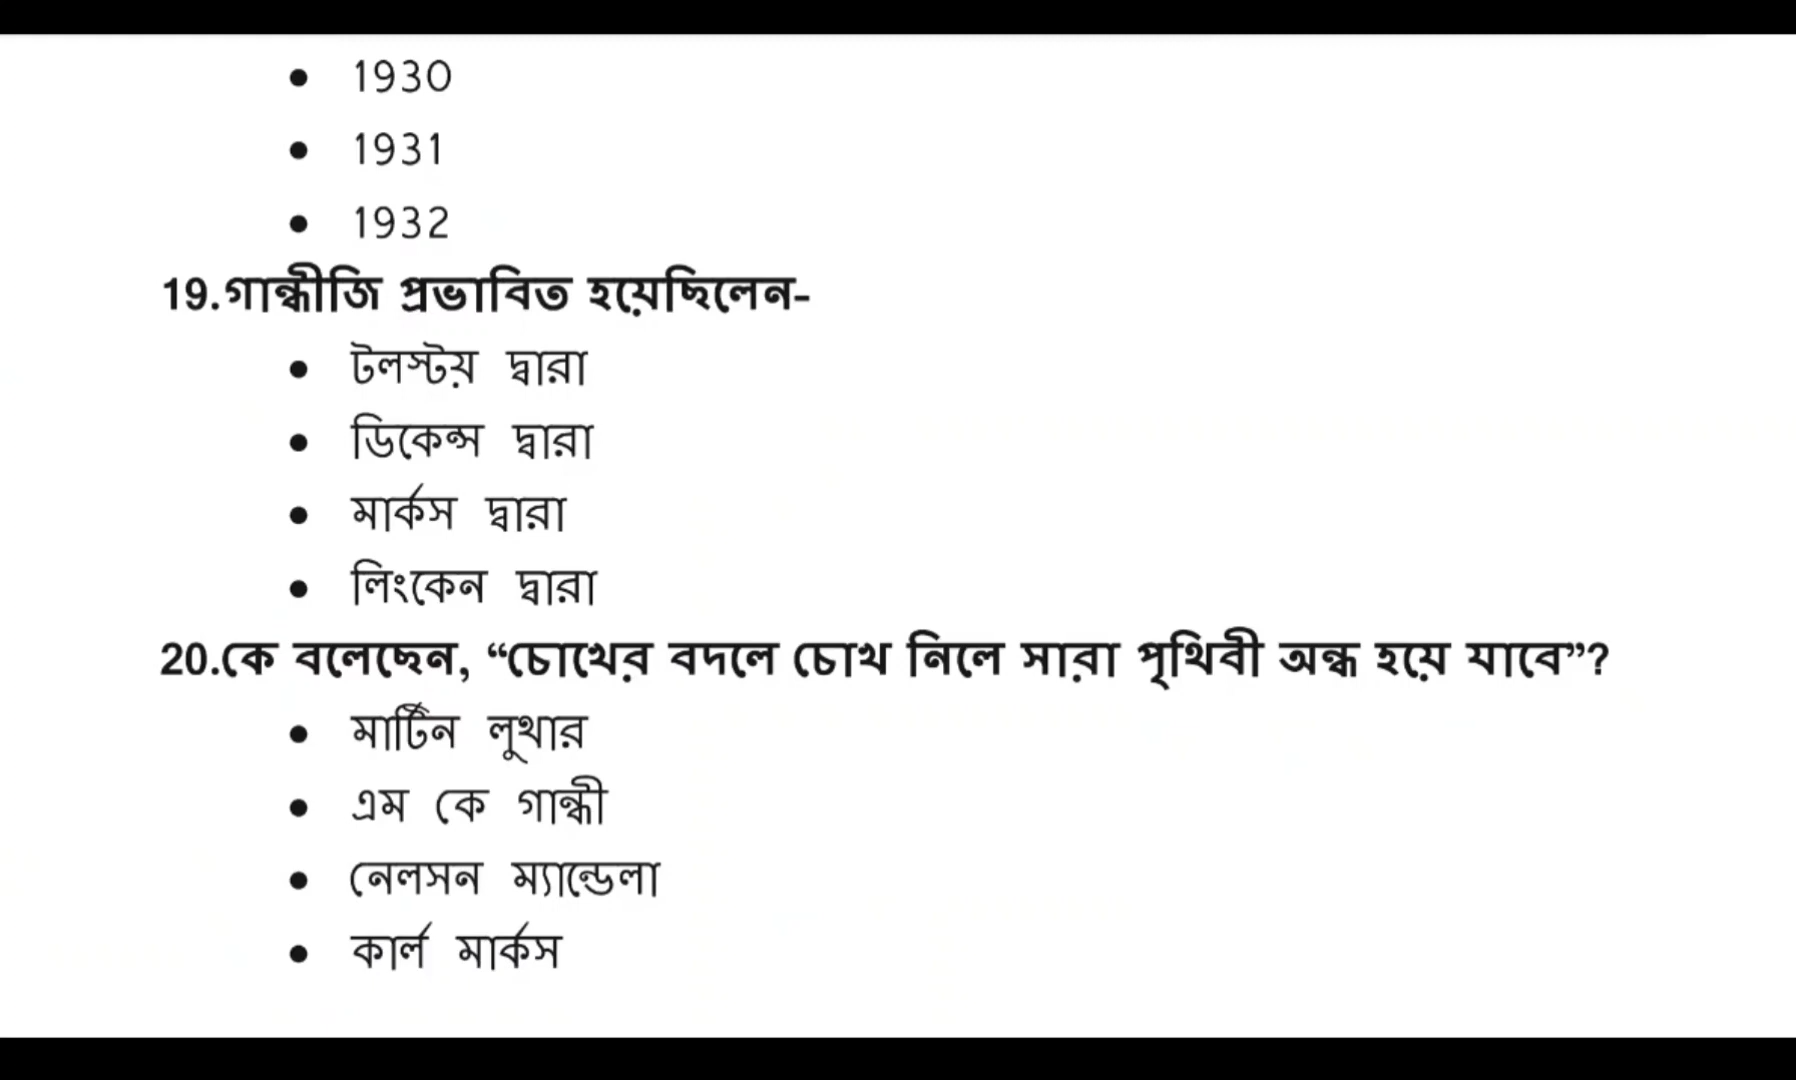 • 1930
• 1931
• 1932
19.গান্ধীজি প্রভাবিত হয়েছিলেন-
• টলস্টয় দ্বারা
• ডিকেন্স দ্বারা
• মার্কস দ্বারা
• লিংকেন দ্বারা
20.কে বলেছেন, “চোখের বদলে চোখ নিলে সারা পৃথিবী অন্ধ হয়ে যাবে”?
• মার্টিন লুথার
• এম কে গান্ধী
• নেলসন ম্যান্ডেলা
• কার্ল মার্কস